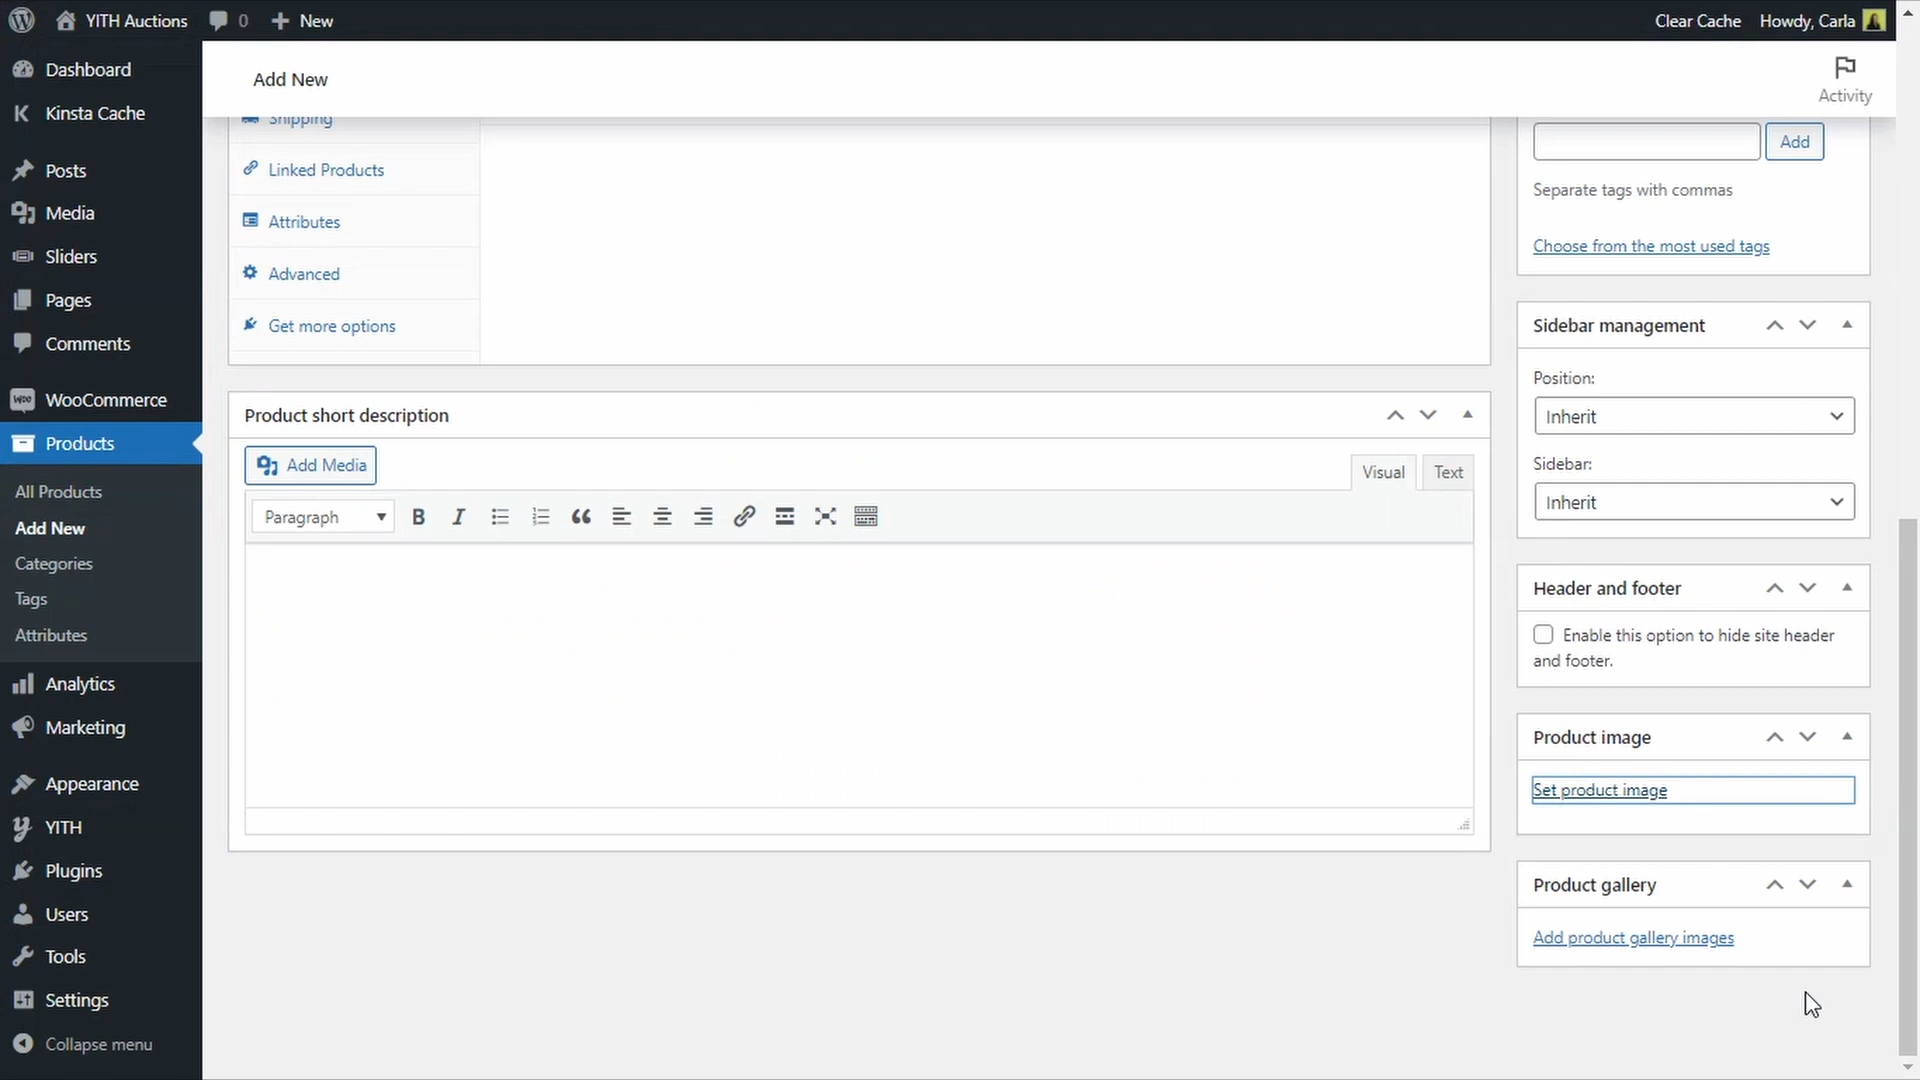 YITH Auctions
0
New
Clear Cache
Howdy, Carla
Dashboard
Kinsta Cache
Posts
Media
Sliders
Pages
Comments
WooCommerce
Products
All Products
Add New
Categories
Tags
Attributes
Analytics
Marketing
Appearance
YITH
Plugins
Users
Tools
Settings
Collapse menu
Add New
Activity
Shipping
Linked Products
Attributes
Advanced
Get more options
Product short description
Add Media
Visual
Text
Paragraph
B
I
Add
Separate tags with commas
Choose from the most used tags
Sidebar management
Position:
Inherit
Sidebar:
Inherit
Header and footer
Enable this option to hide site header
and footer.
Product image
Set product image
Product gallery
Add product gallery images